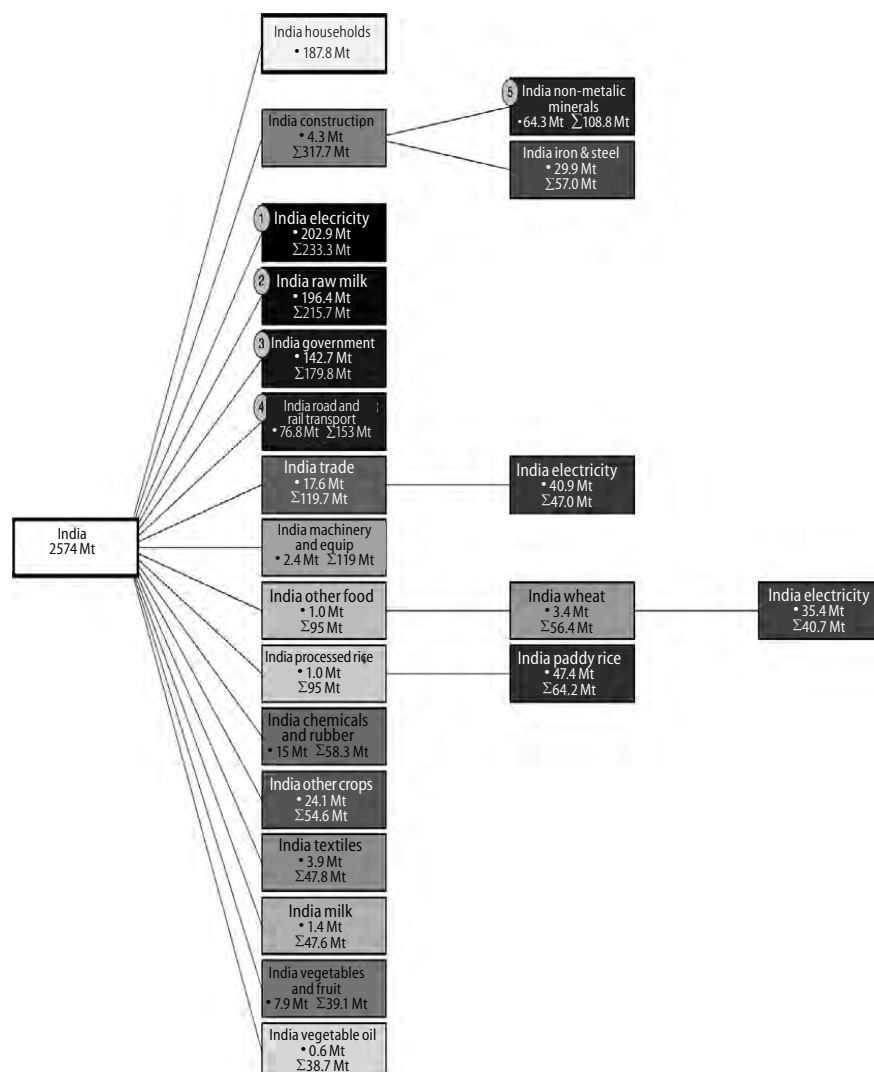 India households
• 187.8 Mt
5
India non-metalic
minerals
•64.3 Mt Σ108.8 Mt
India construction
• 4.3 Mt
Σ317.7 Mt
India iron & steel
• 29.9 Mt
Σ57.0 Mt
1
India elecricity
• 202.9 Mt
Σ233.3 Mt
2
India raw milk
• 196.4 Mt
Σ215.7 Mt
3
India government
• 142.7 Mt
Σ179.8 Mt
4
India road and
rail transport
• 76.8 Mt Σ153 Mt
India trade
• 17.6 Mt
Σ119.7 Mt
India electricity
• 40.9 Mt
Σ47.0 Mt
India
2574 Mt
India machinery
and equip
• 2.4 Mt Σ119 Mt
India other food
• 1.0 Mt
Σ95 Mt
India wheat
• 3.4 Mt
Σ56.4 Mt
India electricity
• 35.4 Mt
Σ40.7 Mt
India processed rice
• 1.0 Mt
Σ95 Mt
India paddy rice
• 47.4 Mt
Σ64.2 Mt
India chemicals
and rubber
• 15 Mt Σ58.3 Mt
India other crops
• 24.1 Mt
Σ54.6 Mt
India textiles
• 3.9 Mt
Σ47.8 Mt
India milk
• 1.4 Mt
Σ47.6 Mt
India vegetables
and fruit
• 7.9 Mt Σ39.1 Mt
India vegetable oil
• 0.6 Mt
Σ38.7 Mt